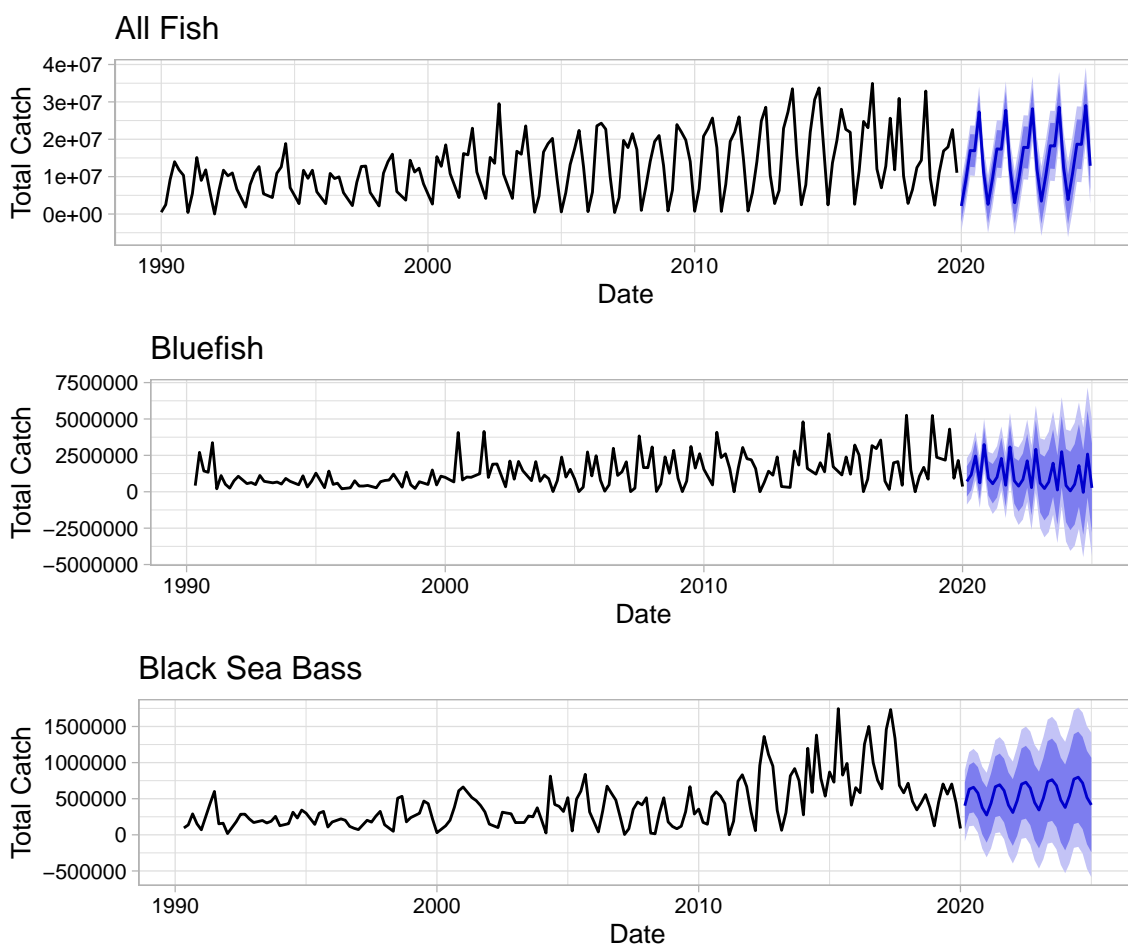 All Fish
Total Catch
4e+07
3e+07
2e+07
1e+07
0e+00
1990 2000 2010 2020
Date
Bluefish
Total Catch
7500000
5000000
2500000
0
−2500000
−5000000
1990 2000 2010 2020
Date
Black Sea Bass
Total Catch
1500000
1000000
500000
0
−500000
1990 2000 2010 2020
Date